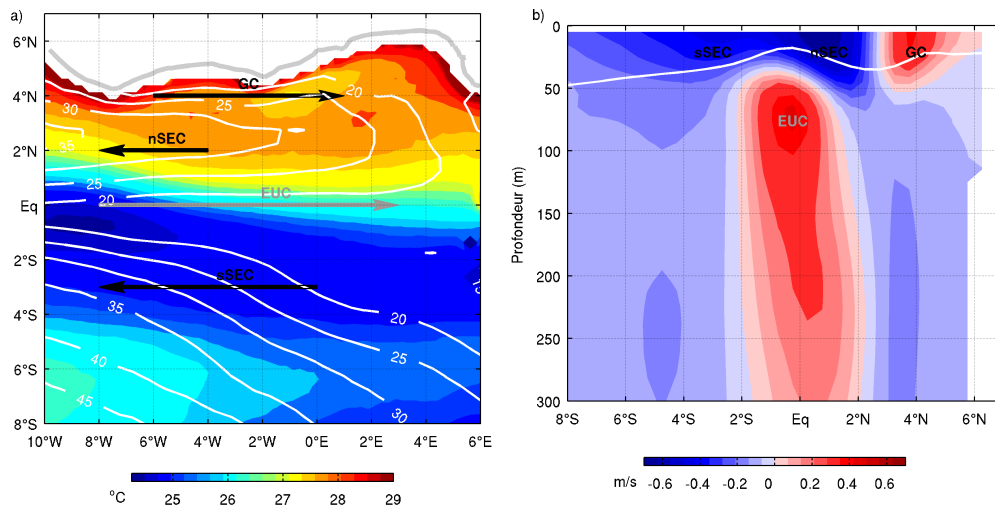 a)
6°N
4°N
2°N
Eq
2°S
4°S
6°S
8°S
10°W
8°W
6°W
4°W
2°W
0°E
2°E
4°E
6°E
GC
nSEC
EUC
sSEC
30
25
20
35
25
20
35
40
45
20
25
30
15
°C
25
26
27
28
29
b)
Profondeur (m)
0
50
100
150
200
250
300
8°S
6°S
4°S
2°S
Eq
2°N
4°N
6°N
sSEC
nSEC
GC
EUC
m/s
-0.6
-0.4
-0.2
0
0.2
0.4
0.6